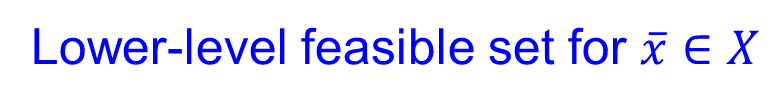 Lower-level feasible set for x̄ ∈ X